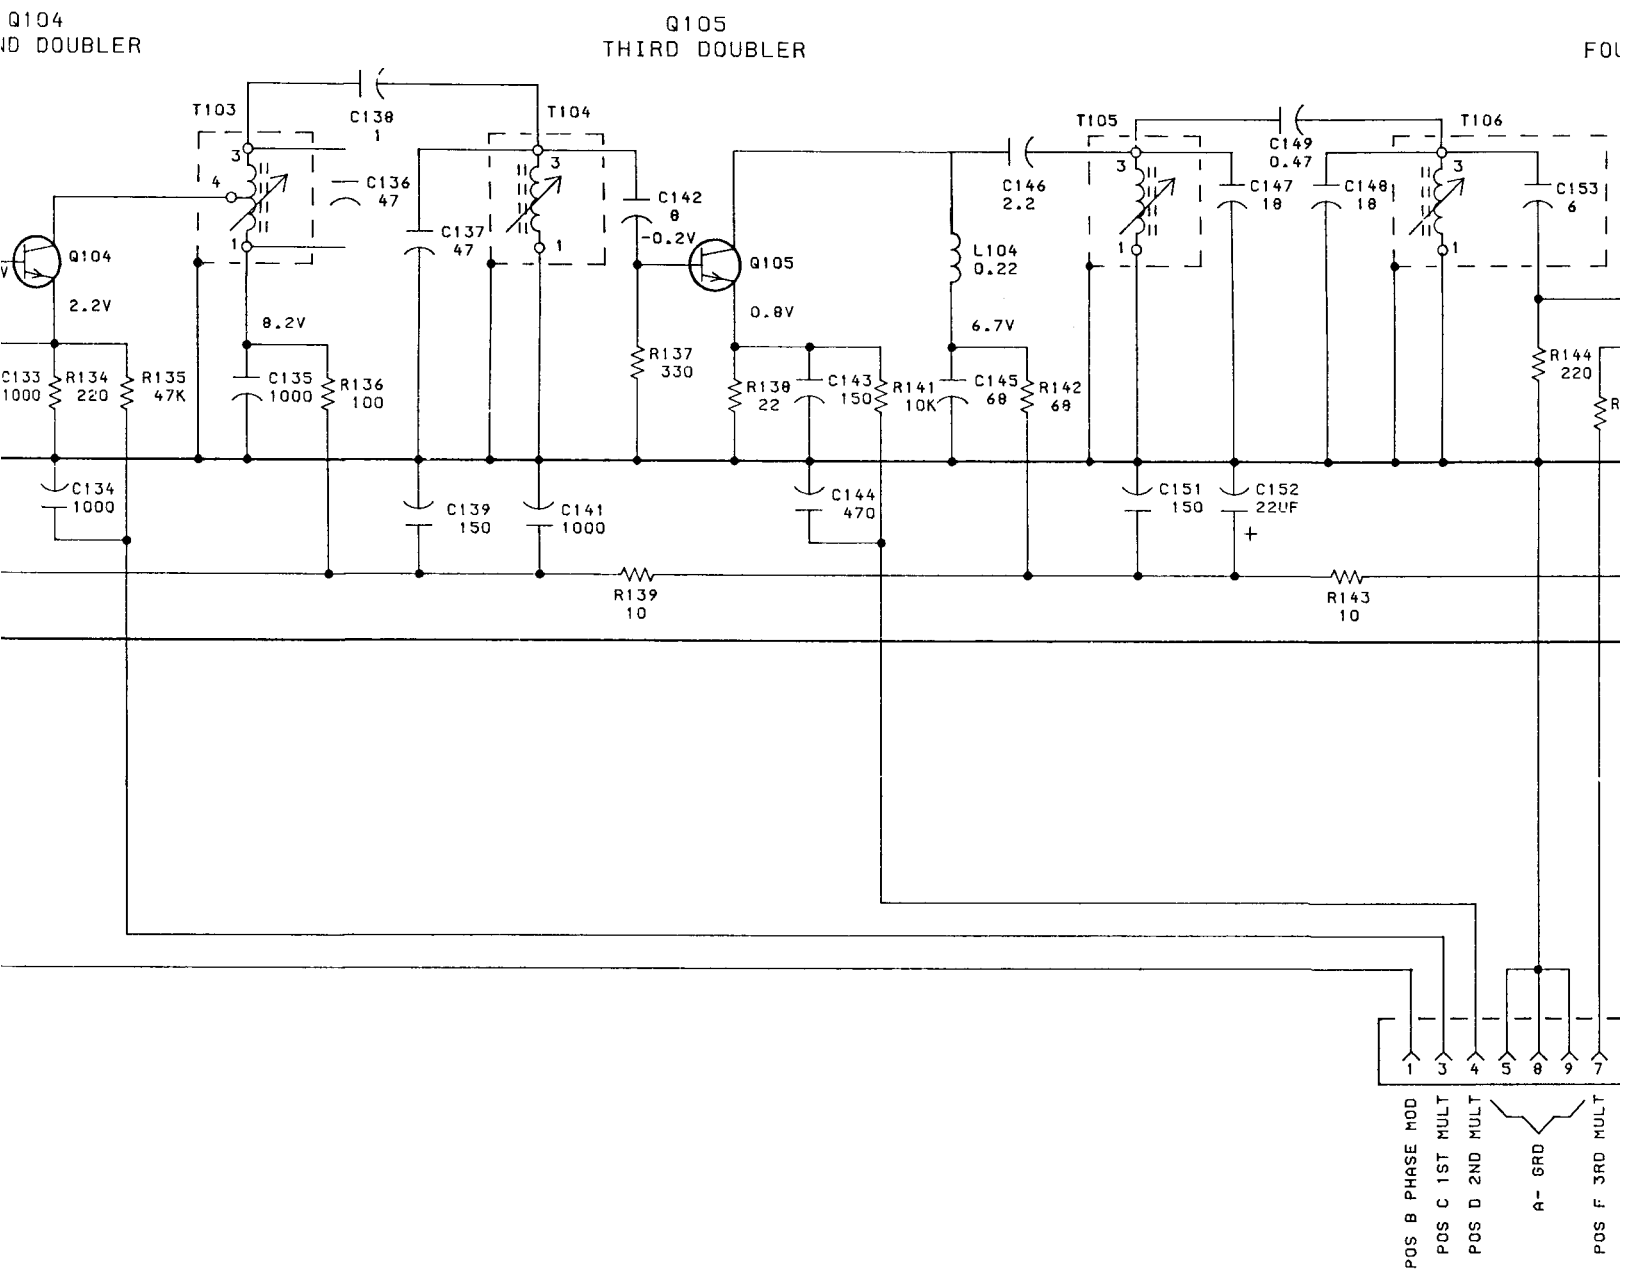 Q104
ND DOUBLER
Q105
THIRD DOUBLER
FOU
T103
C138
1
T104
T105
C149
0.47
T106
3
4
1
C136
47
C137
47
3
1
C142
8
-0.2V
C146
2.2
3
1
C147
18
C148
18
3
1
C153
6
V
Q104
2.2V
8.2V
Q105
0.8V
L104
0.22
6.7V
C133
1000
R134
220
R135
47K
C135
1000
R136
100
R137
330
R138
22
C143
150
R141
10K
C145
68
R142
68
R144
220
R
C134
1000
C139
150
C141
1000
C144
470
C151
150
C152
22UF
+
R139
10
R143
10
1 3 4 5 8 9 7
POS B PHASE MOD
POS C 1ST MULT
POS D 2ND MULT
A- GRD
POS F 3RD MULT